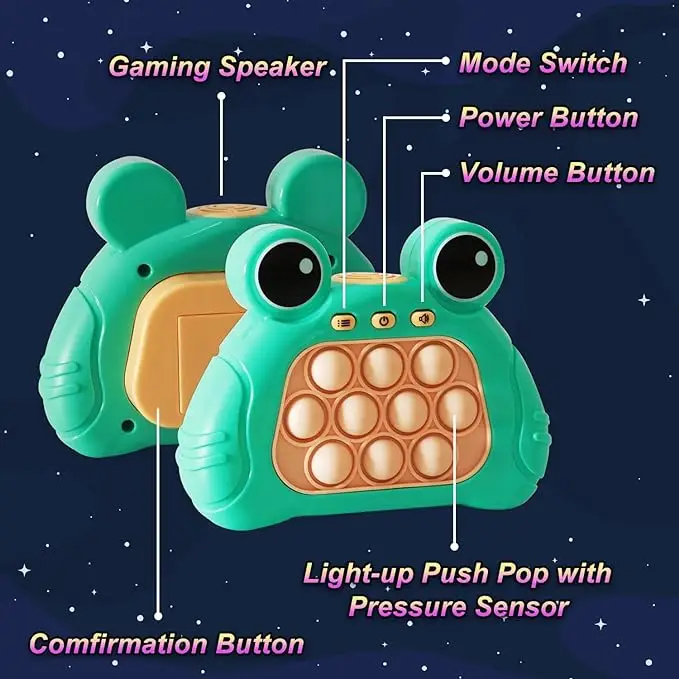 Gaming Speaker
Mode Switch
Power Button
Volume Button
Light-up Push Pop with
Pressure Sensor
Comfirmation Button